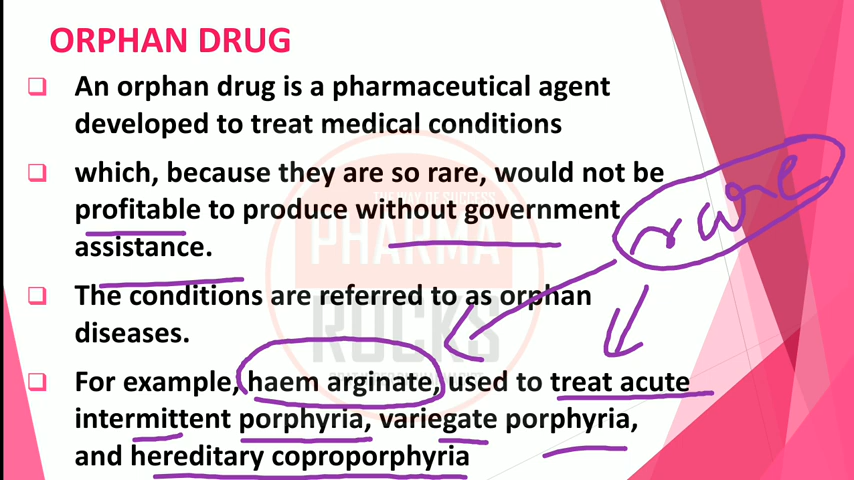 ORPHAN DRUG
An orphan drug is a pharmaceutical agent
developed to treat medical conditions
which, because they are so rare, would not be
profitable to produce without government
assistance.
rare
The conditions are referred to as orphan
diseases.
For example, haem arginate, used to treat acute
intermittent porphyria, variegate porphyria,
and hereditary coproporphyria
PHARMA
ROCKS